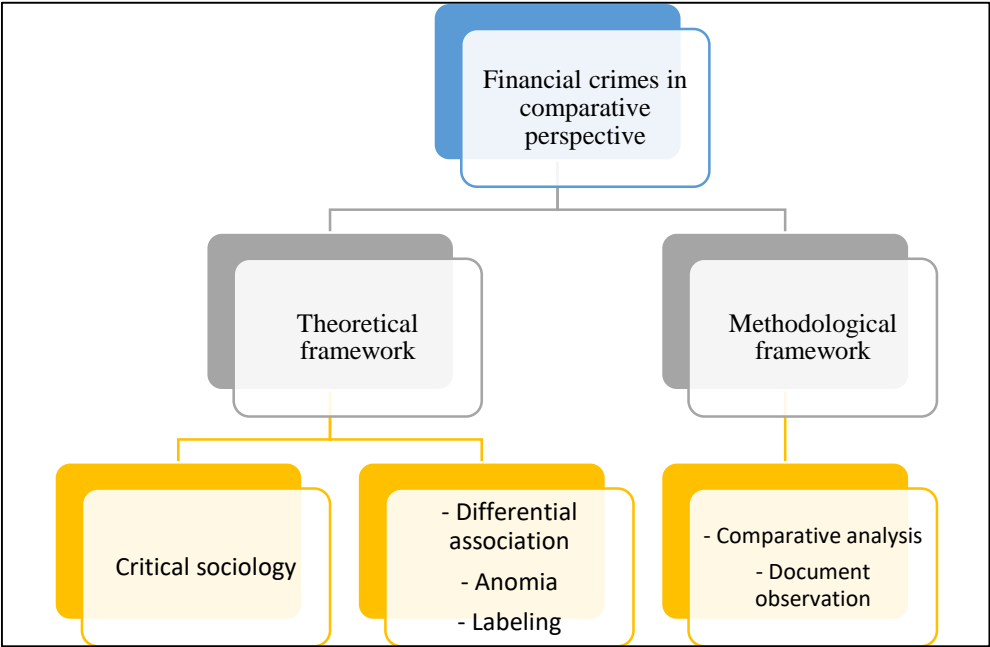 Financial crimes in
comparative
perspective
Theoretical
framework
Methodological
framework
Critical sociology
- Differential
association
- Anomia
- Labeling
- Comparative analysis
- Document
observation